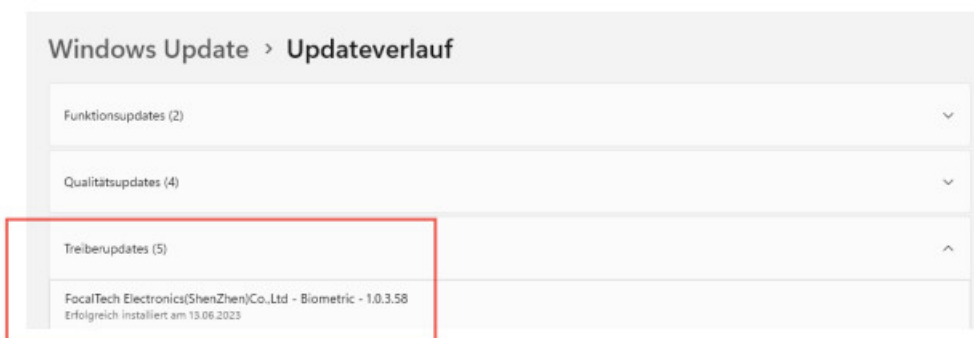 Windows Update > Updateverlauf
Funktionsupdates (2)
Qualitätsupdates (4)
Treiberupdates (5)
FocalTech Electronics(ShenZhen)Co.,Ltd - Biometric - 1.0.3.58
Erfolgreich installiert am 13.06.2023